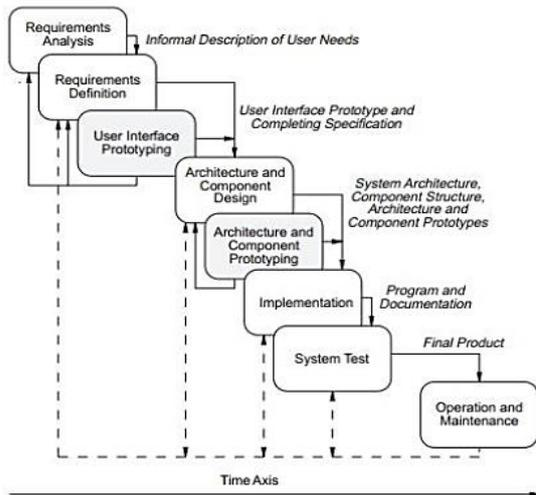 Requirements
Analysis
Informal Description of User Needs
Requirements
Definition
User Interface Prototype and
Completing Specification
User Interface
Prototyping
Architecture and
Component
Design
System Architecture,
Component Structure,
Architecture and
Component Prototypes
Architecture and
Component
Prototyping
Implementation
Program and
Documentation
System Test
Final Product
Operation and
Maintenance
Time Axis